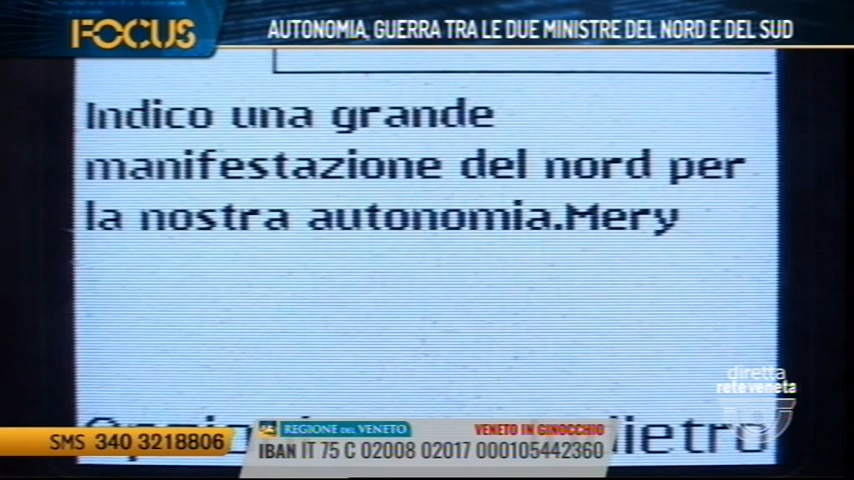 FOCUS
AUTONOMIA, GUERRA TRA LE DUE MINISTRE DEL NORD E DEL SUD
Indico una grande
manifestazione del nord per
la nostra autonomia.Mery
diretta
reteveneta
SMS 340 3218806
REGIONE DEL VENETO
VENETO IN GINOCCHIO
IBAN IT 75 C 02008 02017 000105442360